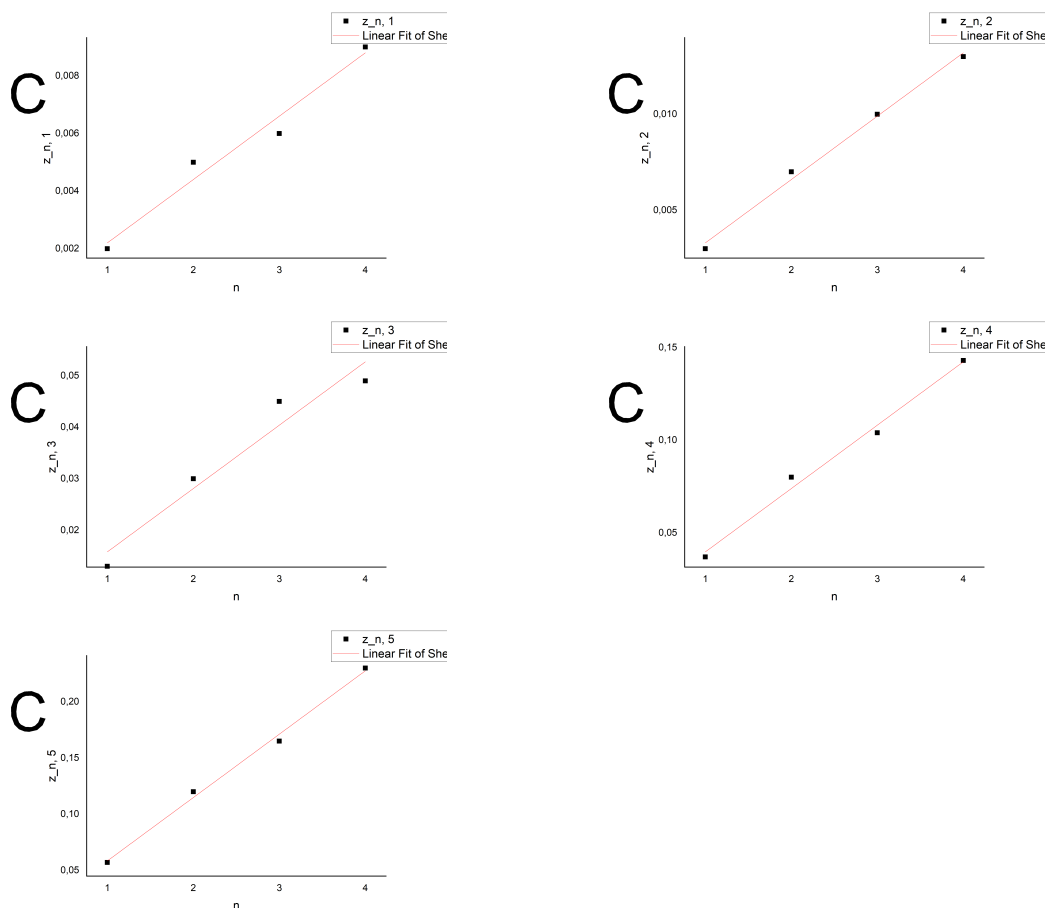 z_n, 1
Linear Fit of She
C
z_n, 1
0,008
0,006
0,004
0,002
1 2 3 4
n
z_n, 2
Linear Fit of She
C
z_n, 2
0,010
0,005
1 2 3 4
n
z_n, 3
Linear Fit of She
C
z_n, 3
0,05
0,04
0,03
0,02
1 2 3 4
n
z_n, 4
Linear Fit of She
C
z_n, 4
0,15
0,10
0,05
1 2 3 4
n
z_n, 5
Linear Fit of She
C
z_n, 5
0,20
0,15
0,10
0,05
1 2 3 4
n